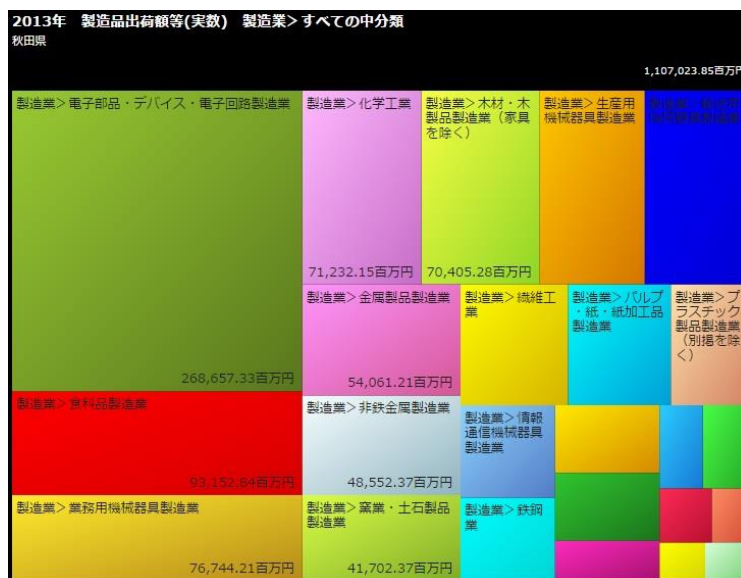 2013年 製造品出荷額等(実数) 製造業>すべての中分類
秋田県
1,107,023.85百万円
製造業>電子部品・デバイス・電子回路製造業
268,657.33百万円
製造業>食料品製造業
93,152.84百万円
製造業>業務用機械器具製造業
76,744.21百万円
製造業>化学工業
71,232.15百万円
製造業>木材・木
製品製造業（家具
を除く）
70,405.28百万円
製造業>生産用
機械器具製造業
製造業>金属製品製造業
54,061.21百万円
製造業>繊維工
業
製造業>パルプ
・紙・紙加工品
製造業
製造業>プ
ラスチック
製品製造業
（別掲を除
く）
製造業>非鉄金属製造業
48,552.37百万円
製造業>情報
通信機械器具
製造業
製造業>窯業・土石製品
製造業
41,702.37百万円
製造業>鉄鋼
業